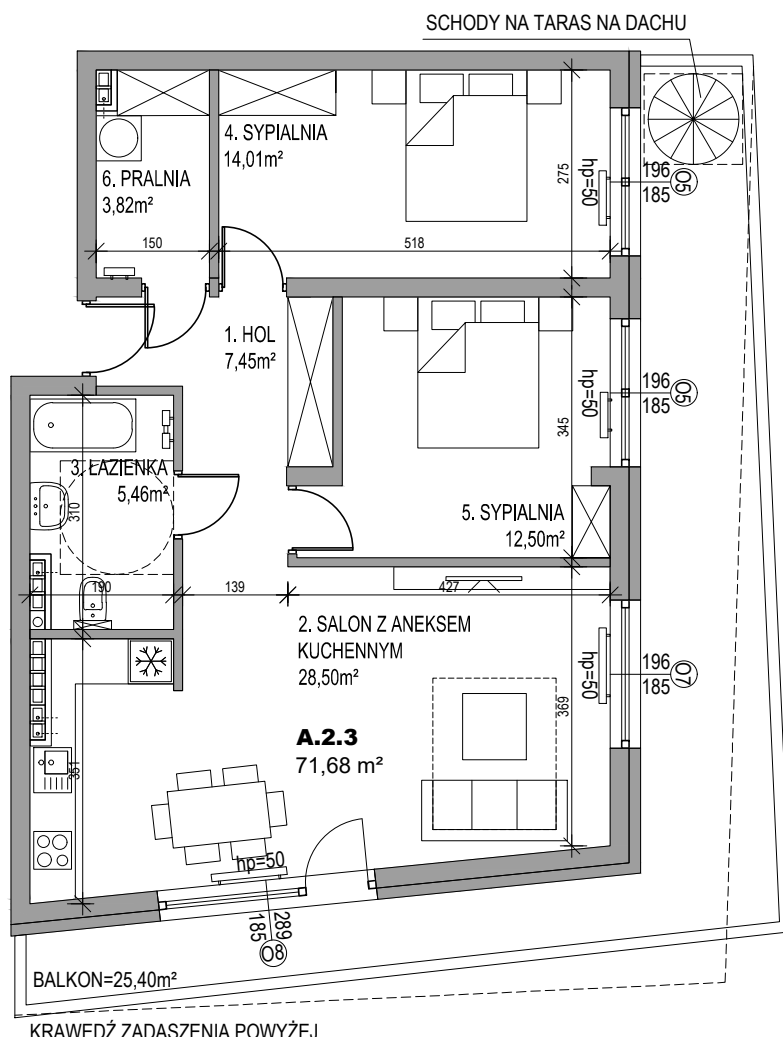 SCHODY NA TARAS NA DACHU
4. SYPIALNIA
14,01m²
6. PRALNIA
3,82m²
275
hp=50
196
185
O5
150
518
1. HOL
7,45m²
hp=50
196
185
O5
345
3. ŁAZIENKA
5,46m²
310
5. SYPIALNIA
12,50m²
190
139
427
2. SALON Z ANEKSEM
KUCHENNYM
28,50m²
hp=50
196
185
O7
369
A.2.3
71,68 m²
351
hp=50
289
185
O8
BALKON=25,40m²
KRAWĘDŹ ZADASZENIA POWYŻEJ